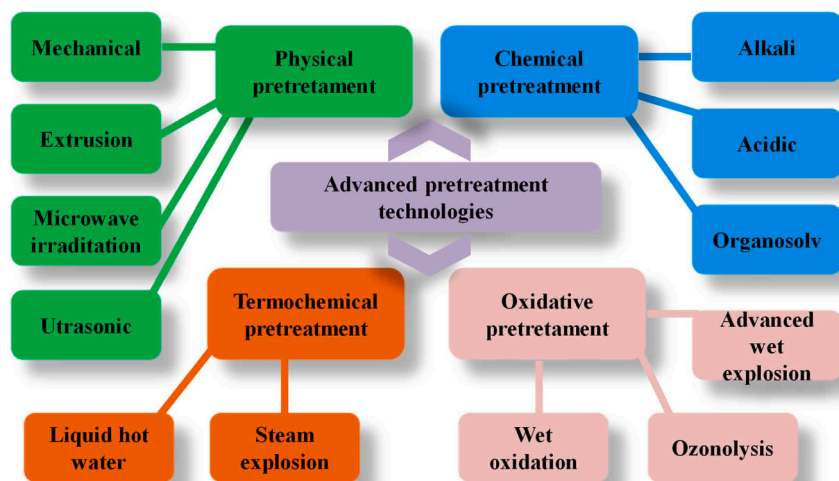 Mechanical
Physical
pretretament
Extrusion
Microwave
irraditation
Utrasonic
Chemical
pretreatment
Alkali
Acidic
Organosolv
Advanced pretreatment
technologies
Termochemical
pretreatment
Liquid hot
water
Steam
explosion
Oxidative
pretretament
Advanced
wet
explosion
Wet
oxidation
Ozonolysis